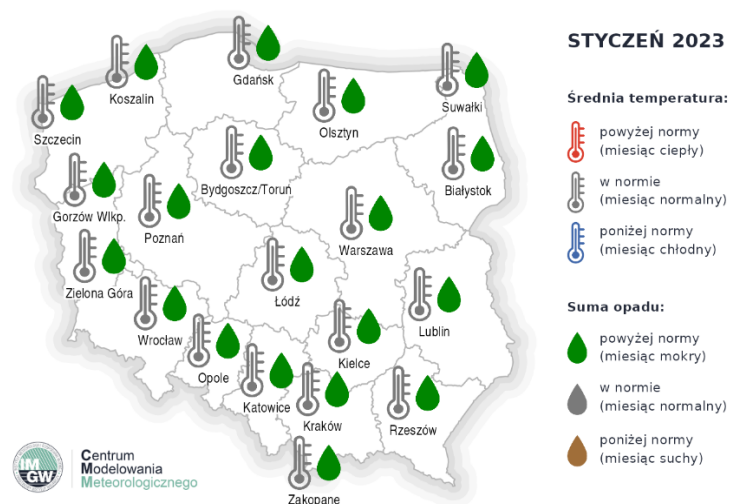 STYCZEŃ 2023
Średnia temperatura:
powyżej normy
(miesiąc ciepły)
w normie
(miesiąc normalny)
poniżej normy
(miesiąc chłodny)
Suma opadu:
powyżej normy
(miesiąc mokry)
w normie
(miesiąc normalny)
poniżej normy
(miesiąc suchy)
Gdańsk
Koszalin
Suwałki
Szczecin
Olsztyn
Bydgoszcz/Toruń
Białystok
Gorzów Wlkp.
Poznań
Warszawa
Zielona Góra
Łódź
Wrocław
Lublin
Kielce
Opole
Katowice
Kraków
Rzeszów
Zakopane
IM
GW
Centrum
Modelowania
Meteorologicznego